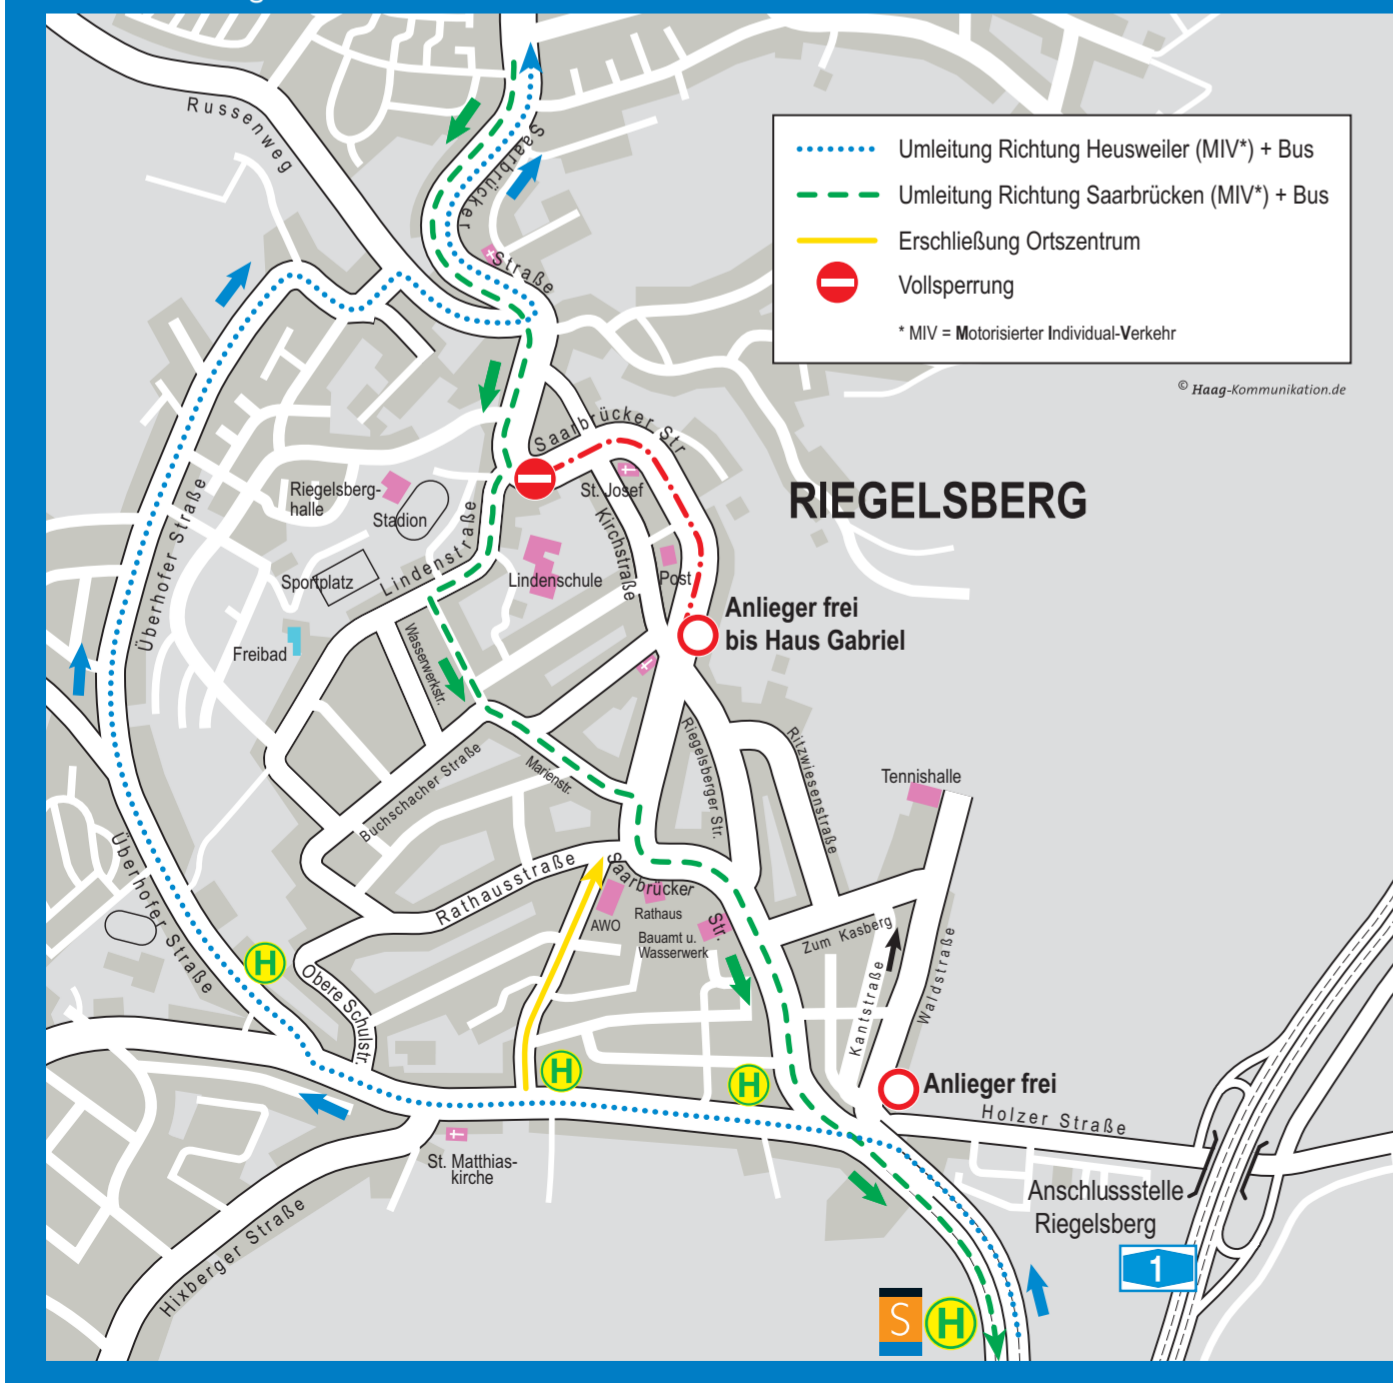 Russenweg
Saarbrücker
Straße
Umleitung Richtung Heusweiler (MIV*) + Bus
Umleitung Richtung Saarbrücken (MIV*) + Bus
Erschließung Ortszentrum
Vollsperrung
* MIV = Motorisierter Individual-Verkehr
© Haag-Kommunikation.de
Saarbrücker Str
RIEGELSBERG
Riegelsberg-
halle
Stadion
St. Josef
Überhofer Straße
Lindenstraße
Kirchstraße
Sportplatz
Lindenschule
Post
Freibad
Wasserwerkstr.
Anlieger frei
bis Haus Gabriel
Riegelsberger Str.
Ritzwiesenstraße
Buchschacher Straße
Marienstr.
Tennishalle
Überhofer Straße
Rathausstraße
Saarbrücker
Str.
AWO
Rathaus
Bauamt u.
Wasserwerk
Zum Kasberg
Waldstraße
Kantstraße
H
Obere Schulstr.
H
H
Anlieger frei
Holzer Straße
St. Matthias-
kirche
Hixberger Straße
Anschlussstelle
Riegelsberg
1
S
H